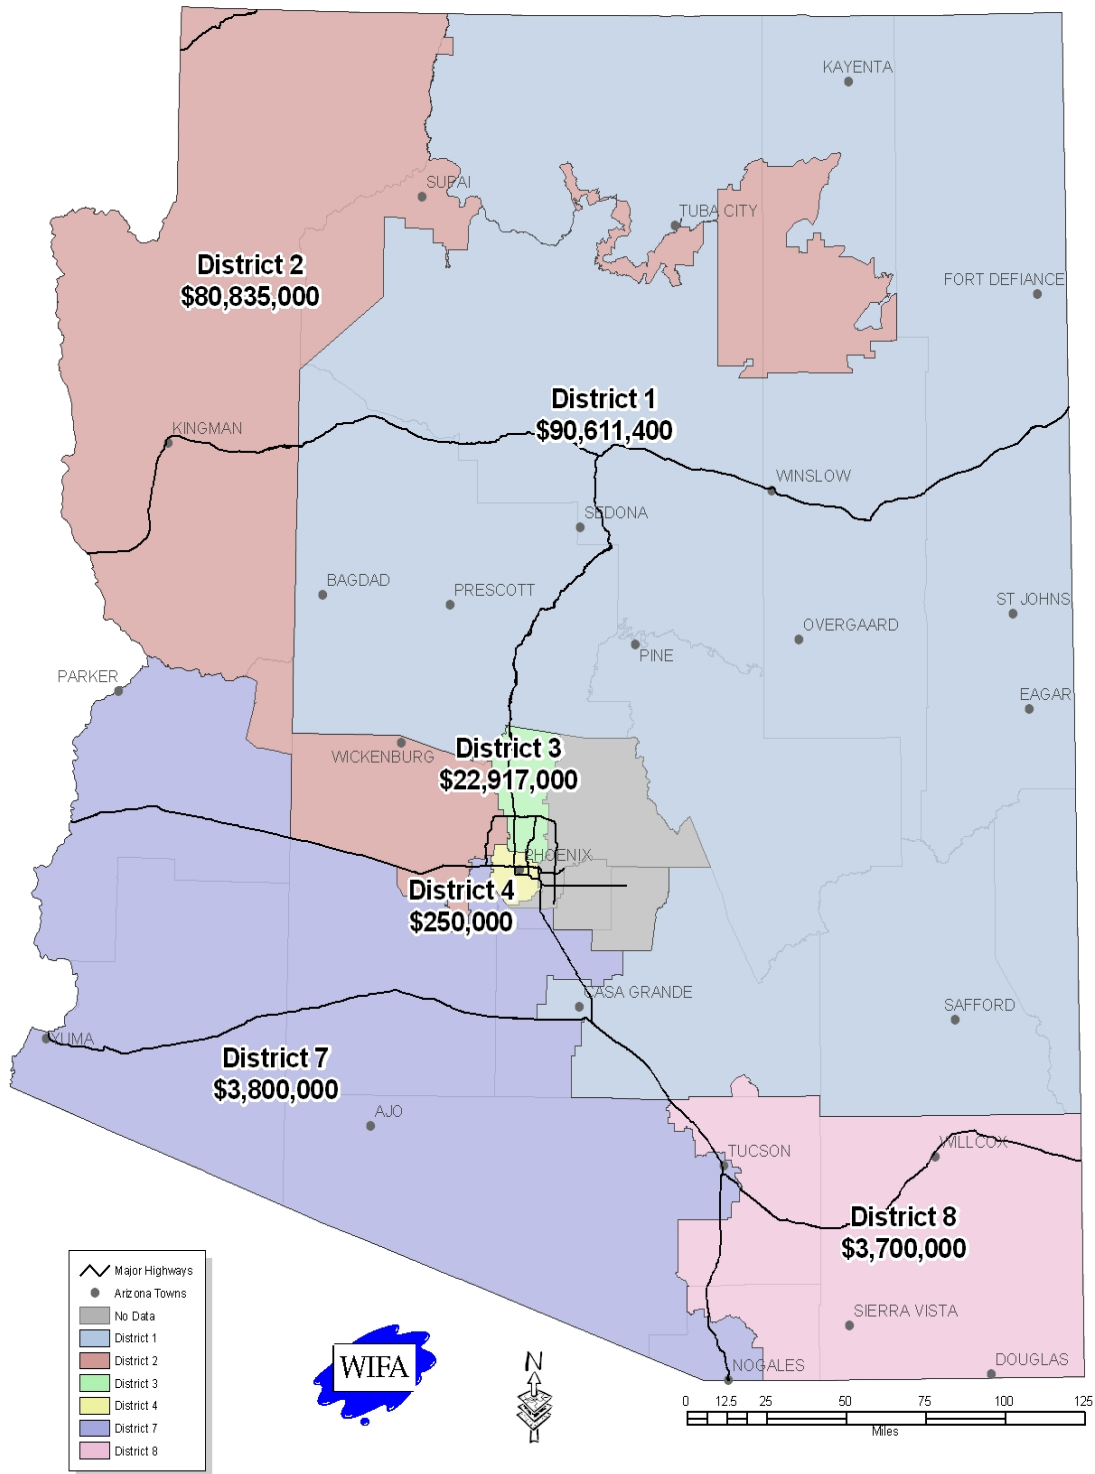 KAYENTA
SUPAI
TUBA CITY
District 2
$80,835,000
FORT DEFIANCE
District 1
$90,611,400
KINGMAN
WINSLOW
SEDONA
BAGDAD
PRESCOTT
ST JOHNS
OVERGAARD
PINE
PARKER
EAGAR
WICKENBURG
District 3
$22,917,000
PHOENIX
District 4
$250,000
CASA GRANDE
SAFFORD
YUMA
District 7
$3,800,000
AJO
TUCSON
WILLCOX
District 8
$3,700,000
SIERRA VISTA
NOGALES
DOUGLAS
Major Highways
Arizona Towns
No Data
District 1
District 2
District 3
District 4
District 7
District 8
WIFA
N
0 12.5 25 50 75 100 125
Miles